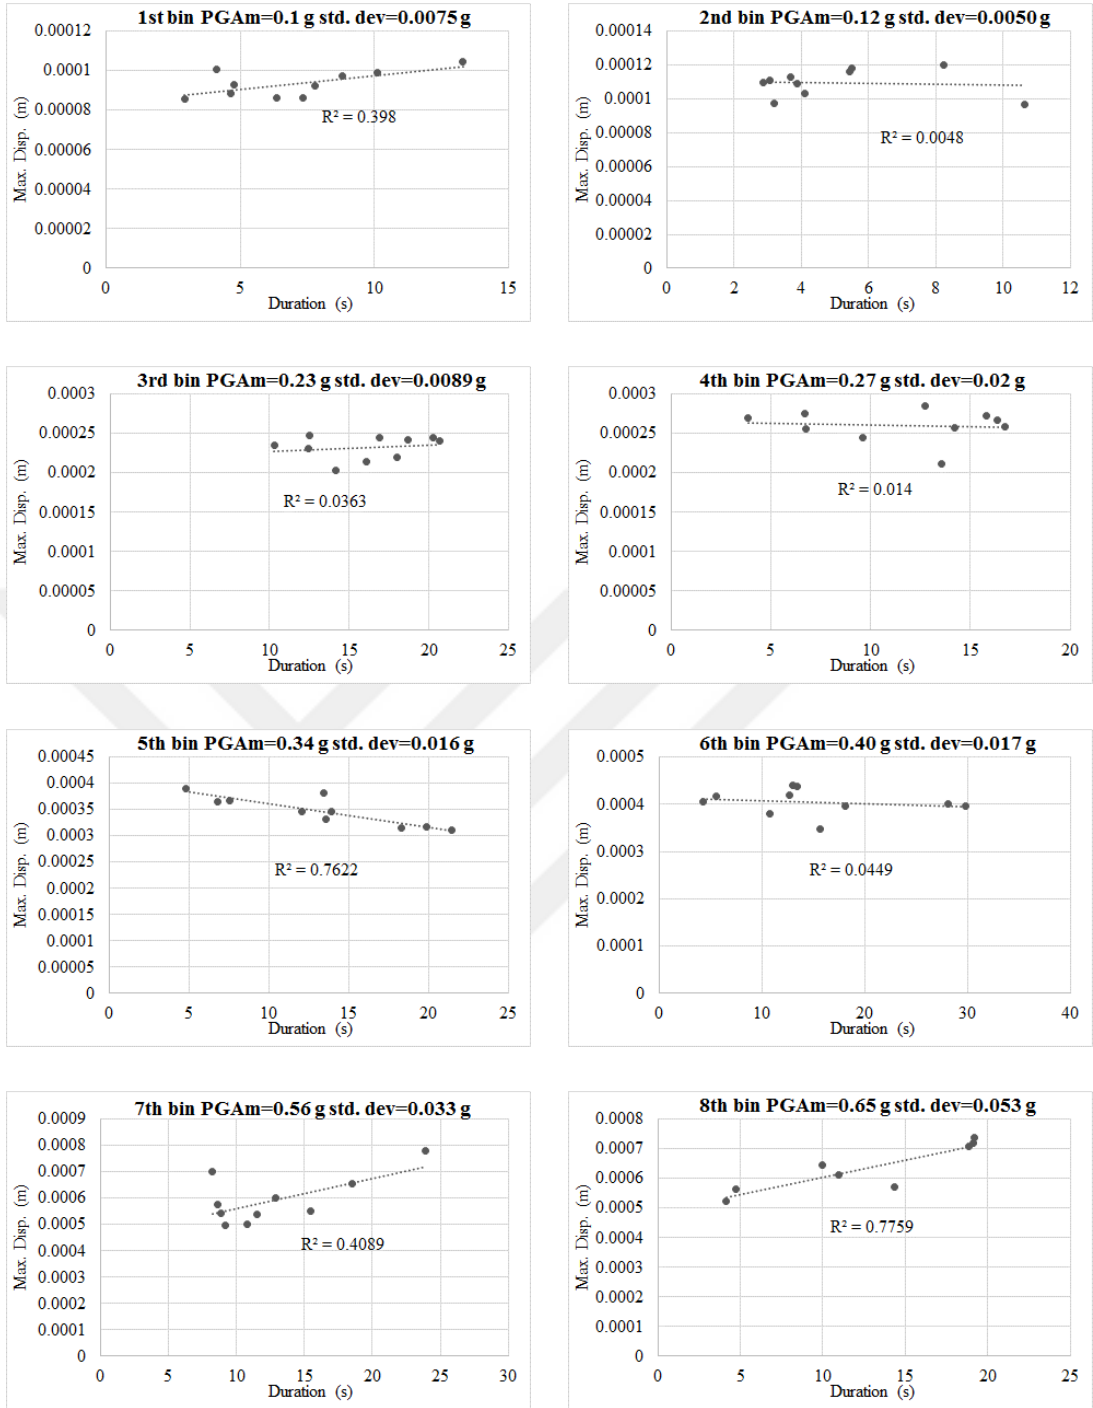 1st bin PGAm=0.1 g std. dev=0.0075 g
0.00012
0.0001
0.00008
0.00006
0.00004
0.00002
0
Max. Disp. (m)
R² = 0.398
0 5 10 15
Duration (s)
2nd bin PGAm=0.12 g std. dev=0.0050 g
0.00014
0.00012
0.0001
0.00008
0.00006
0.00004
0.00002
0
Max. Disp. (m)
R² = 0.0048
0 2 4 6 8 10 12
Duration (s)
3rd bin PGAm=0.23 g std. dev=0.0089 g
0.0003
0.00025
0.0002
0.00015
0.0001
0.00005
0
Max. Disp. (m)
R² = 0.0363
0 5 10 15 20 25
Duration (s)
4th bin PGAm=0.27 g std. dev=0.02 g
0.0003
0.00025
0.0002
0.00015
0.0001
0.00005
0
Max. Disp. (m)
R² = 0.014
0 5 10 15 20
Duration (s)
5th bin PGAm=0.34 g std. dev=0.016 g
0.00045
0.0004
0.00035
0.0003
0.00025
0.0002
0.00015
0.0001
0.00005
0
Max. Disp. (m)
R² = 0.7622
0 5 10 15 20 25
Duration (s)
6th bin PGAm=0.40 g std. dev=0.017 g
0.0005
0.0004
0.0003
0.0002
0.0001
0
Max. Disp. (m)
R² = 0.0449
0 10 20 30 40
Duration (s)
7th bin PGAm=0.56 g std. dev=0.033 g
0.0009
0.0008
0.0007
0.0006
0.0005
0.0004
0.0003
0.0002
0.0001
0
Max. Disp. (m)
R² = 0.4089
0 5 10 15 20 25 30
Duration (s)
8th bin PGAm=0.65 g std. dev=0.053 g
0.0008
0.0007
0.0006
0.0005
0.0004
0.0003
0.0002
0.0001
0
Max. Disp. (m)
R² = 0.7759
0 5 10 15 20 25
Duration (s)